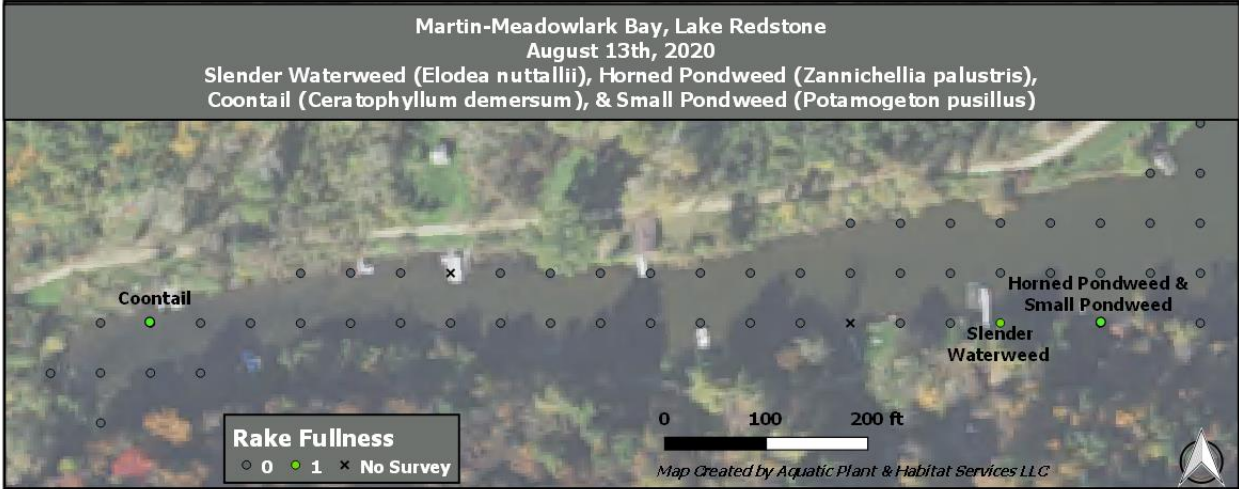 Martin-Meadowlark Bay, Lake Redstone
August 13th, 2020
Slender Waterweed (Elodea nuttallii), Horned Pondweed (Zannichellia palustris),
Coontail (Ceratophyllum demersum), & Small Pondweed (Potamogeton pusillus)
Coontail
Horned Pondweed &
Small Pondweed
Slender
Waterweed
Rake Fullness
0 1 × No Survey
0 100 200 ft
Map Created by Aquatic Plant & Habitat Services LLC